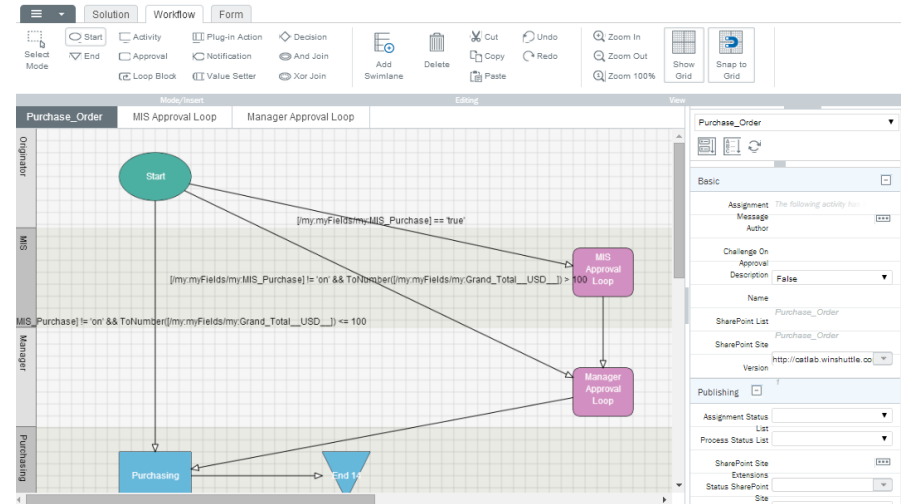 Solution Workflow Form
Select Mode
Start
End
Activity
Approval
Loop Block
Plug-in Action
Notification
Value Setter
Decision
And Join
Xor Join
Add Swimlane
Delete
Cut
Copy
Paste
Undo
Redo
Zoom In
Zoom Out
Zoom 100%
Show Grid
Snap to Grid
Mode/Insert
Editing
View
Purchase_Order MIS Approval Loop Manager Approval Loop
Originator
Start
[/my:myFields/my:MIS_Purchase] == 'true'
MIS
MIS
Approval
Loop
[/my:myFields/my:MIS_Purchase] != 'on' && ToNumber([/my:myFields/my:Grand_Total__USD__]) > 100
MIS_Purchase] != 'on' && ToNumber([/my:myFields/my:Grand_Total__USD__]) <= 100
Manager
Manager
Approval
Loop
Purchasing
Purchasing
End 14
Purchase_Order
Basic
Assignment
Message
Author
The following activity has
Challenge On
Approval
Description
False
Name
Purchase_Order
SharePoint List
Purchase_Order
SharePoint Site
http://catlab.winshuttle.co
Version
Publishing
Assignment Status
List
Process Status List
SharePoint Site
Extensions
Status SharePoint
Site